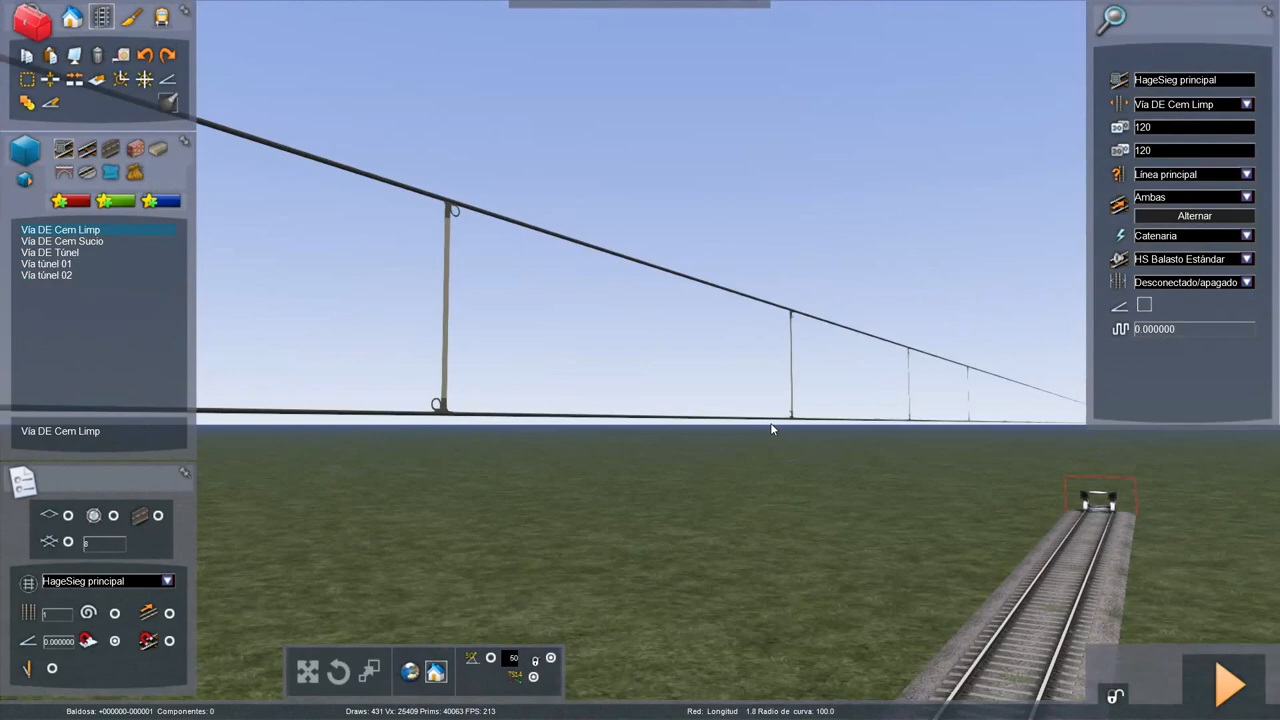 HageSieg principal
Vía DE Cem Limp
120
120
Línea principal
Ambas
Alternar
Catenaria
HS Balasto Estándar
Desconectado/apagado
0.000000
Vía DE Cem Limp
Vía DE Cem Sucio
Vía DE Túnel
Vía túnel 01
Vía túnel 02
Vía DE Cem Limp
8
HageSieg principal
1
0.000000
50
Baldosa: +000000-000001 Componentes: 0
Draws: 431 Vx: 25409 Prims: 40063 FPS: 213
Red: Longitud 1.8 Radio de curva: 100.0